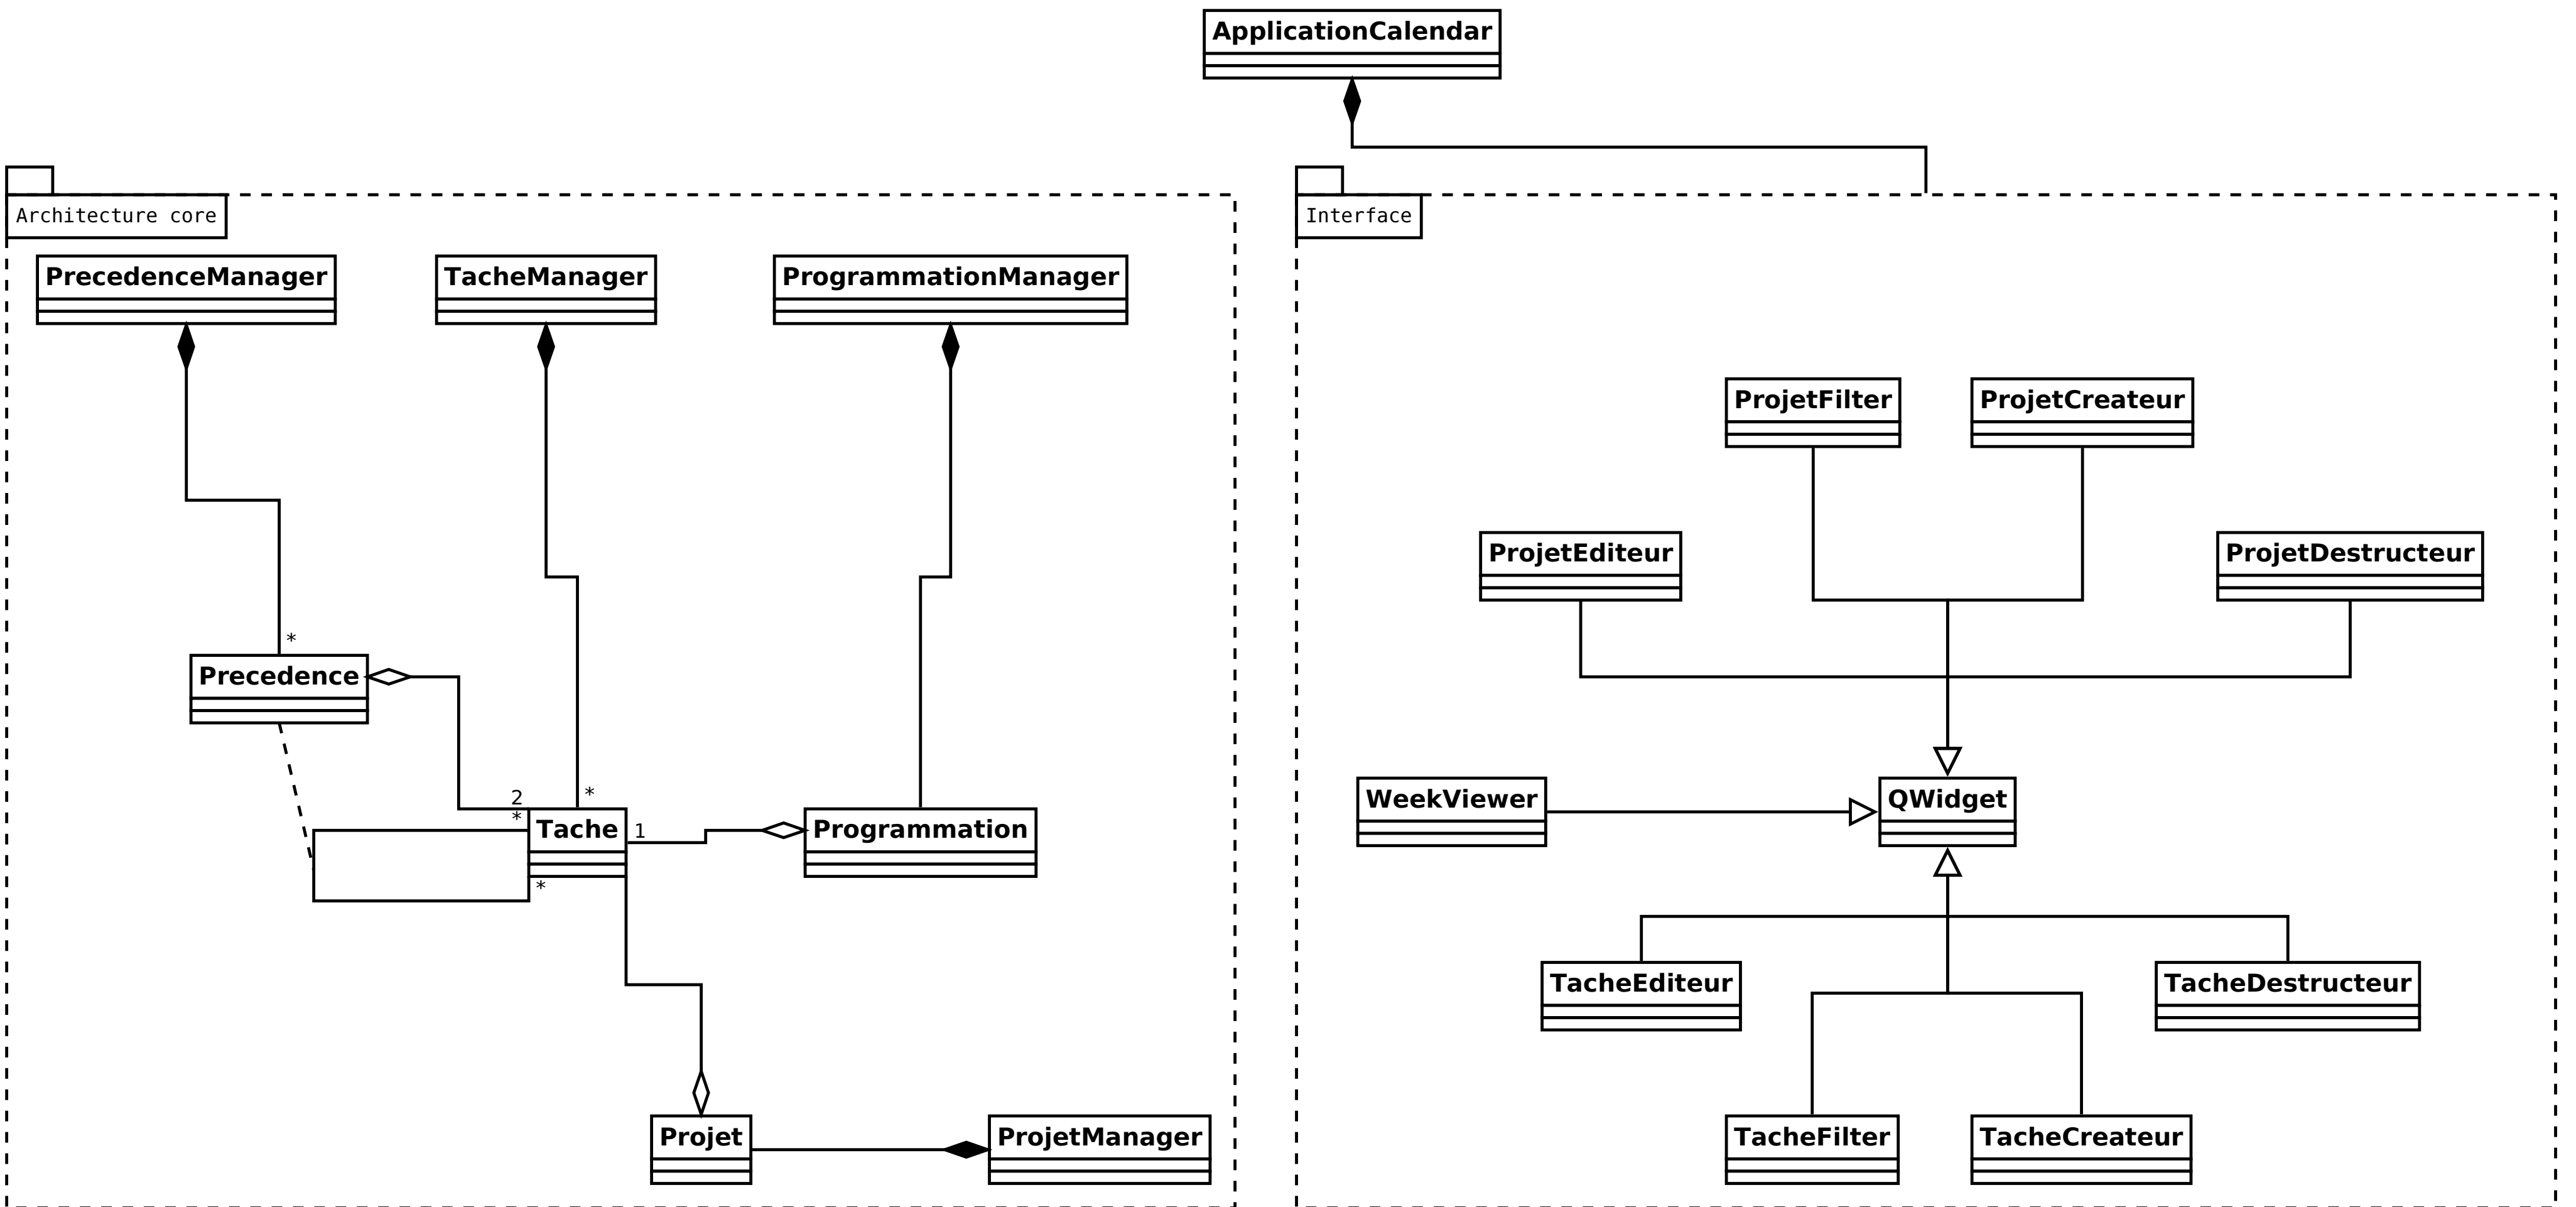 ApplicationCalendar
Architecture core
PrecedenceManager
TacheManager
ProgrammationManager
*
Precedence
2
*
*
Tache
1
Programmation
*
Projet
ProjetManager
Interface
ProjetFilter
ProjetCreateur
ProjetEditeur
ProjetDestructeur
WeekViewer
QWidget
TacheEditeur
TacheDestructeur
TacheFilter
TacheCreateur